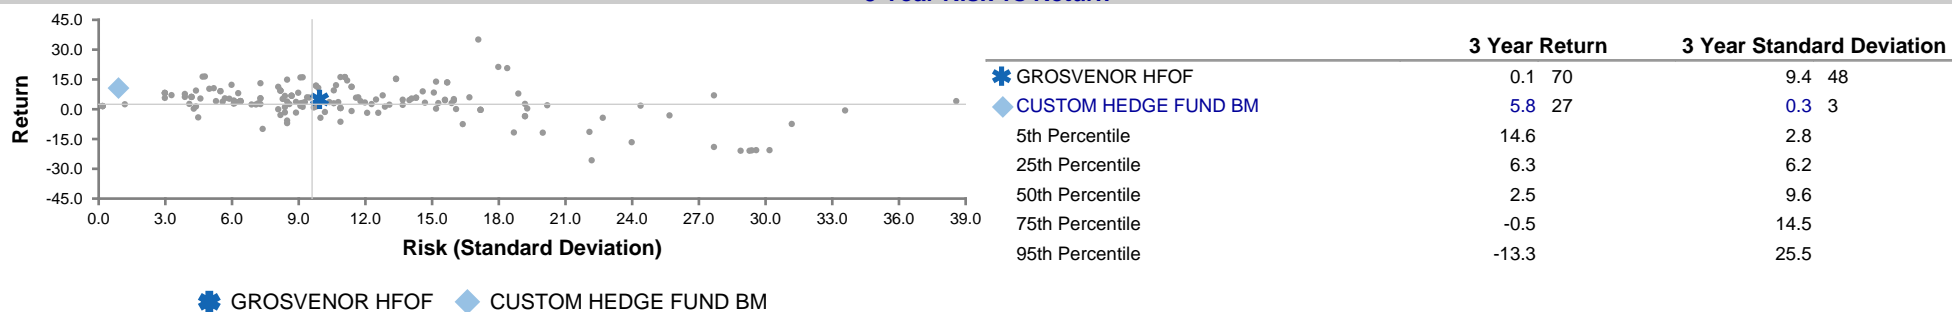 45.0
30.0
15.0
0.0
-15.0
-30.0
-45.0
Return
0.0 3.0 6.0 9.0 12.0 15.0 18.0 21.0 24.0 27.0 30.0 33.0 36.0 39.0
Risk (Standard Deviation)
GROSVENOR HFOF CUSTOM HEDGE FUND BM
3 Year Return 3 Year Standard Deviation
GROSVENOR HFOF 0.1 70 9.4 48
CUSTOM HEDGE FUND BM 5.8 27 0.3 3
5th Percentile 14.6 2.8
25th Percentile 6.3 6.2
50th Percentile 2.5 9.6
75th Percentile -0.5 14.5
95th Percentile -13.3 25.5